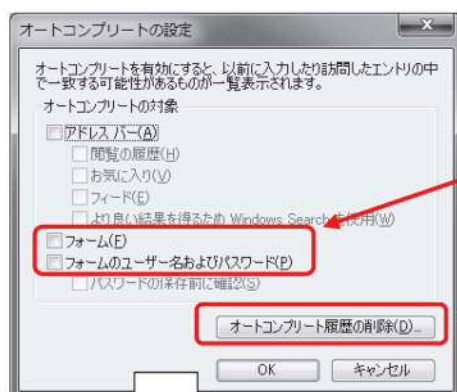 オートコンプリートの設定
オートコンプリートを有効にすると、以前に入力したり訪問したエントリの中
で一致する可能性があるものが一覧表示されます。
オートコンプリートの対象
アドレス バー(A)
閲覧の履歴(H)
お気に入り(V)
フィード(E)
より良い結果を得るため Windows Search を使用(W)
フォーム(F)
フォームのユーザー名およびパスワード(P)
パスワードの保存前に確認(S)
オートコンプリート履歴の削除(D)...
OK
キャンセル